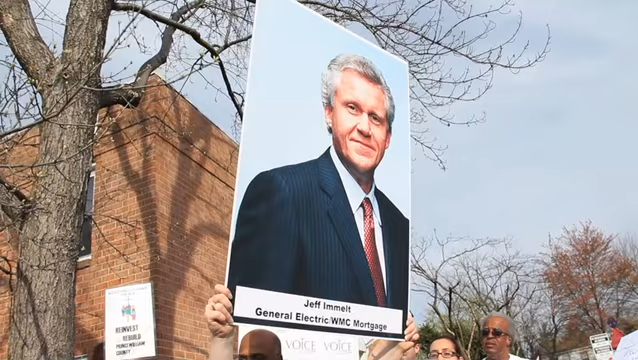 Jeff Immelt
General Electric/WMC Mortgage
REINVEST
REBUILD
PRINCE WILLIAM
COUNTY
VOICE
VOICE